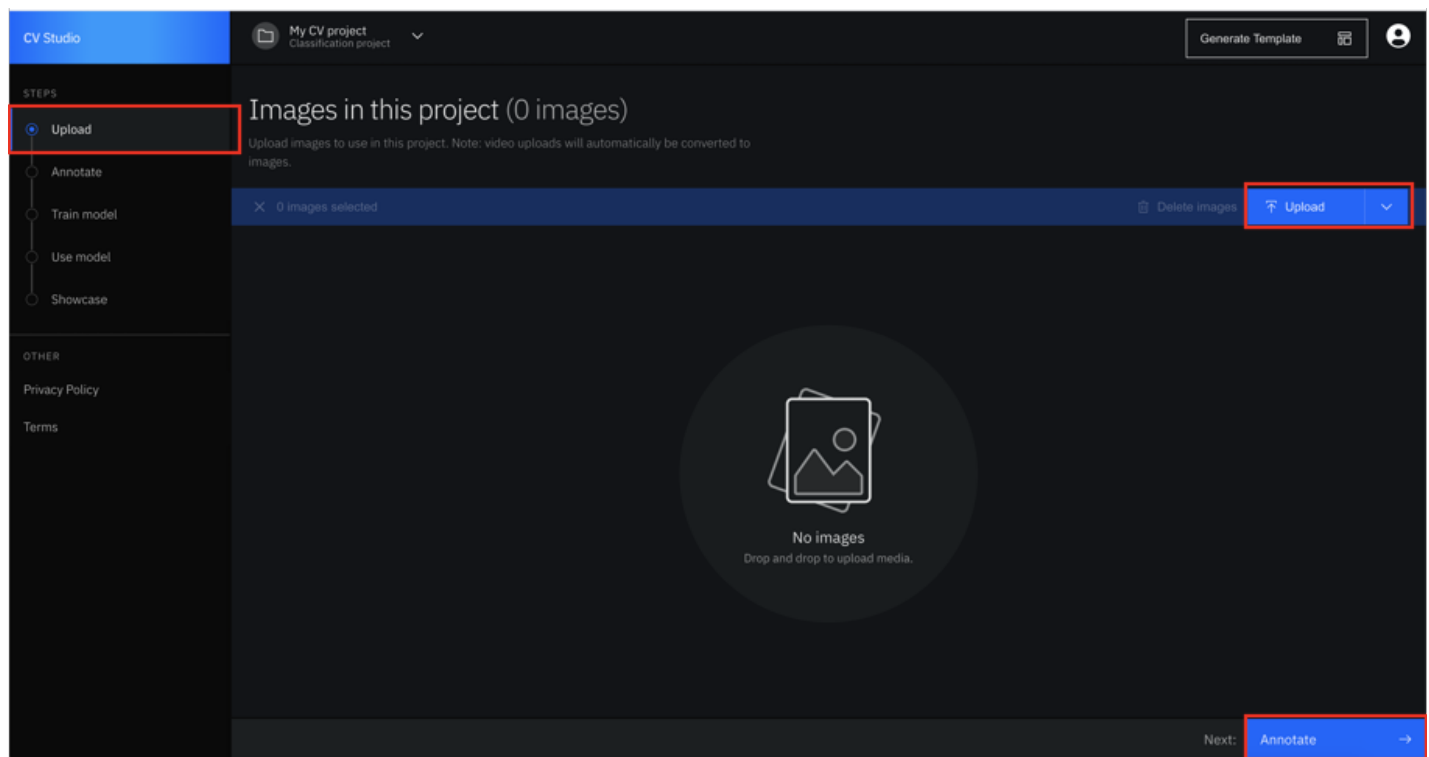 CV Studio
My CV project
Classification project
Generate Template
STEPS
Upload
Annotate
Train model
Use model
Showcase
OTHER
Privacy Policy
Terms
Images in this project (0 images)
Upload images to use in this project. Note: video uploads will automatically be converted to
images.
0 images selected
Delete images
Upload
No images
Drop and drop to upload media.
Next:
Annotate